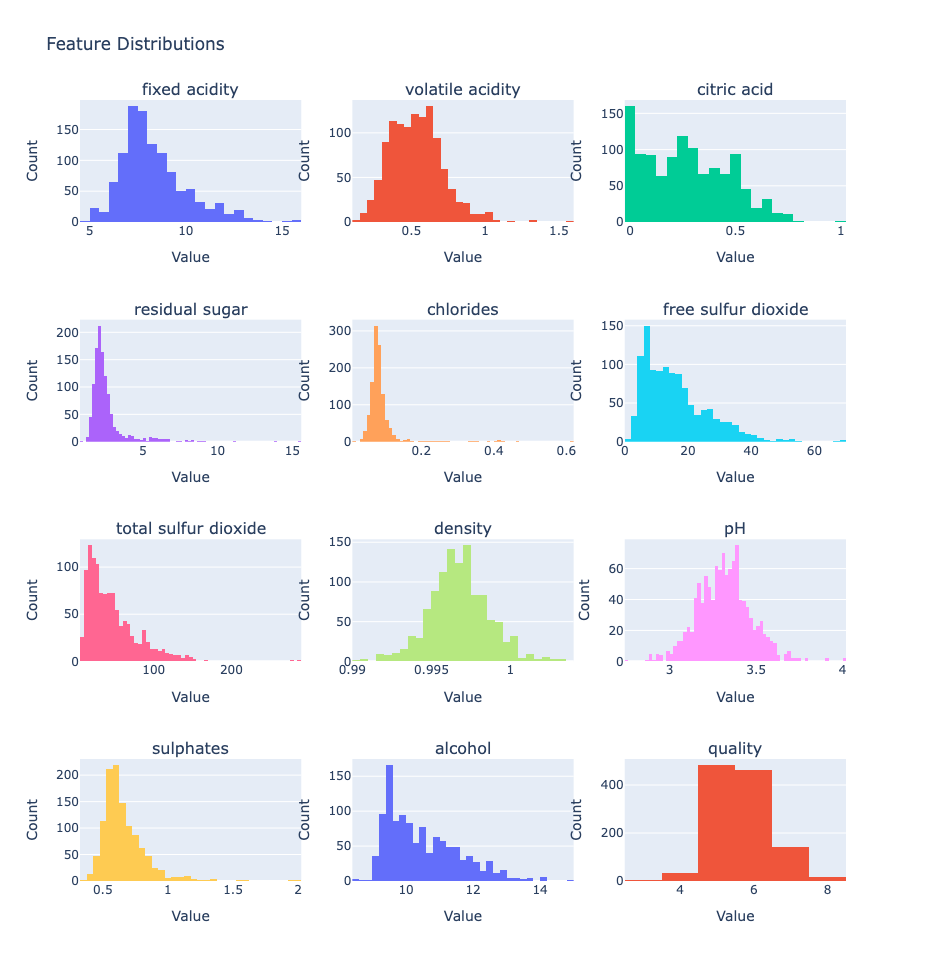 Feature Distributions
fixed acidity
volatile acidity
citric acid
Count
150
100
50
0
5
10
15
Value
Count
100
50
0
0.5
1
1.5
Value
Count
150
100
50
0
0
0.5
1
Value
residual sugar
chlorides
free sulfur dioxide
Count
200
150
100
50
0
5
10
15
Value
Count
300
200
100
0
0.2
0.4
0.6
Value
Count
150
100
50
0
0
20
40
60
Value
total sulfur dioxide
density
pH
Count
100
50
0
100
200
Value
Count
150
100
50
0
0.99
0.995
1
Value
Count
60
40
20
0
3
3.5
4
Value
sulphates
alcohol
quality
Count
200
150
100
50
0
0.5
1
1.5
2
Value
Count
150
100
50
0
10
12
14
Value
Count
400
200
0
4
6
8
Value